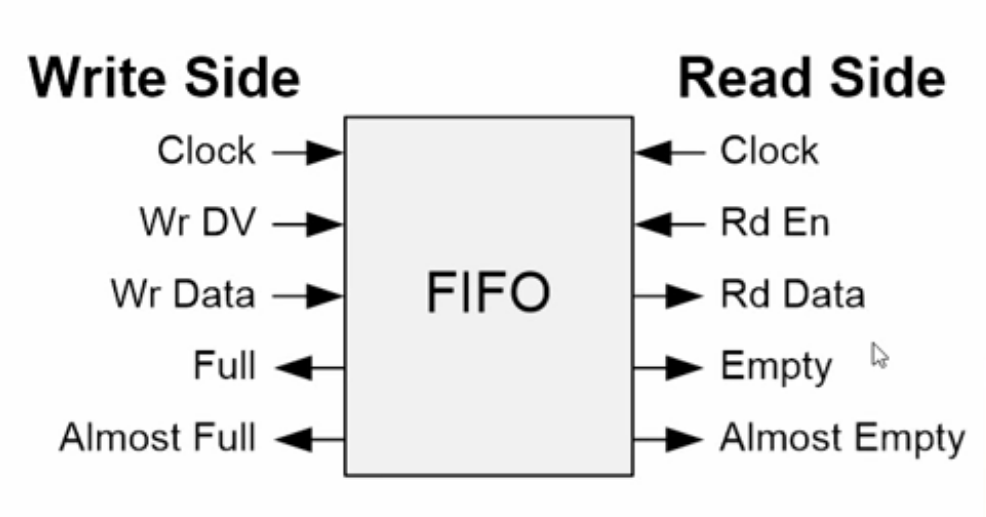 Write Side
Read Side
Clock
Clock
Wr DV
Rd En
Wr Data
FIFO
Rd Data
Full
Empty
Almost Full
Almost Empty